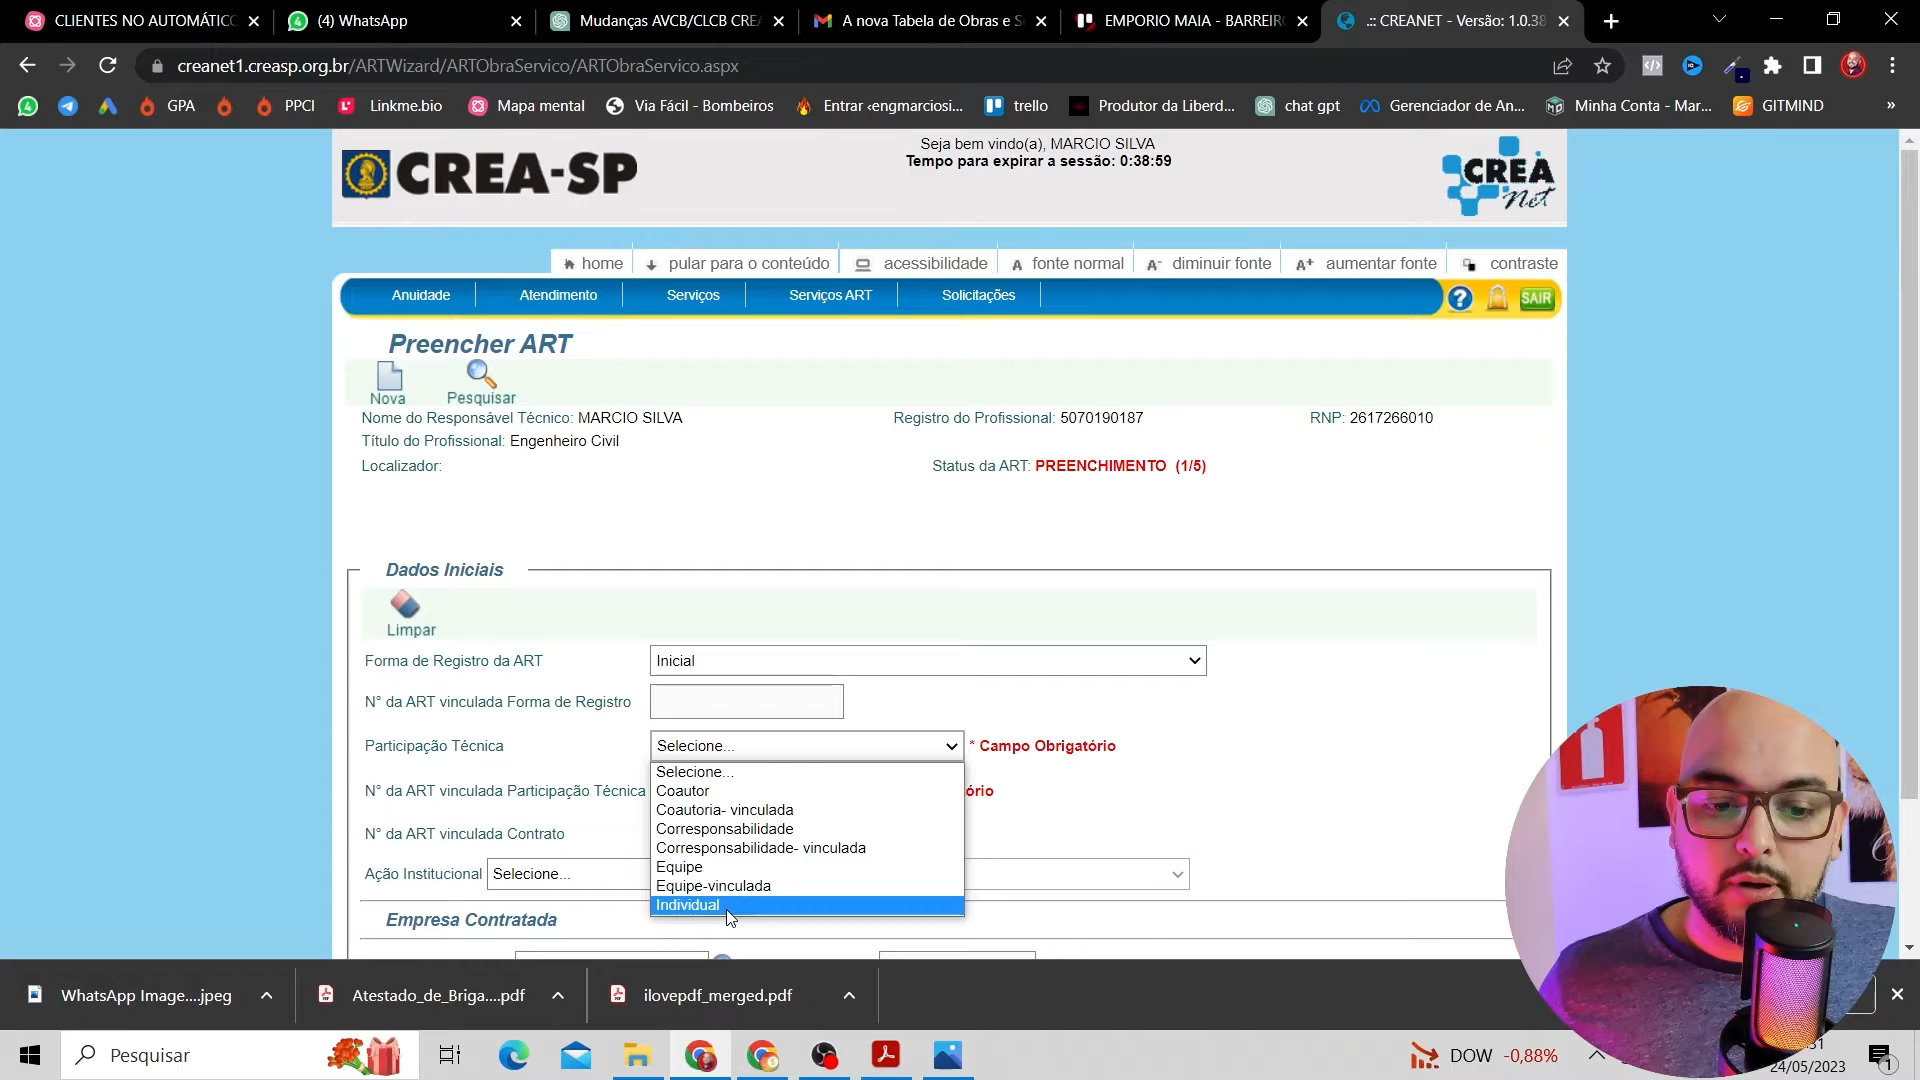 CLIENTES NO AUTOMÁTICO
(4) WhatsApp
Mudanças AVCB/CLCB CREA
A nova Tabela de Obras e Se
EMPORIO MAIA - BARREIR
.:: CREANET - Versão: 1.0.38
creanet1.creasp.org.br/ARTWizard/ARTObraServico/ARTObraServico.aspx
GPA
PPCI
Linkme.bio
Mapa mental
Via Fácil - Bombeiros
Entrar ‹engmarciosi...
trello
Produtor da Liberd...
chat gpt
Gerenciador de An...
Minha Conta - Mar...
GITMIND
»
CREA-SP
Seja bem vindo(a), MARCIO SILVA
Tempo para expirar a sessão: 0:38:59
CREA
Net
home
pular para o conteúdo
acessibilidade
A fonte normal
A- diminuir fonte
A+ aumentar fonte
contraste
Anuidade
Atendimento
Serviços
Serviços ART
Solicitações
?
SAIR
Preencher ART
Nova
Pesquisar
Nome do Responsável Técnico: MARCIO SILVA
Registro do Profissional: 5070190187
RNP: 2617266010
Título do Profissional: Engenheiro Civil
Localizador:
Status da ART: PREENCHIMENTO (1/5)
Dados Iniciais
Limpar
Forma de Registro da ART
Inicial
N° da ART vinculada Forma de Registro
Participação Técnica
Selecione...
* Campo Obrigatório
Selecione...
Coautor
N° da ART vinculada Participação Técnica
ório
Coautoria- vinculada
Corresponsabilidade
N° da ART vinculada Contrato
Corresponsabilidade- vinculada
Equipe
Ação Institucional
Selecione...
Equipe-vinculada
Individual
Empresa Contratada
WhatsApp Image....jpeg
Atestado_de_Briga....pdf
ilovepdf_merged.pdf
Pesquisar
DOW -0,88%
24/05/2023
1